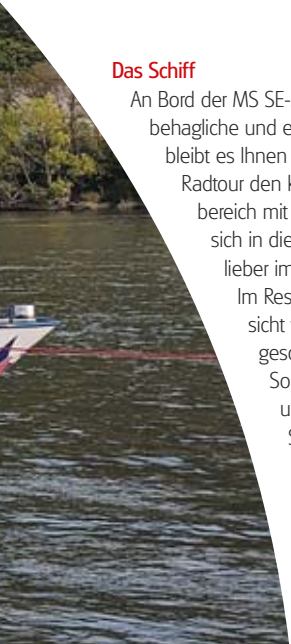 Das Schiff
An Bord der MS SE-
behagliche und e
bleibt es Ihnen
Radtour den K
bereich mit
sich in die
lieber im
Im Res
sicht
gesc
So
u
S